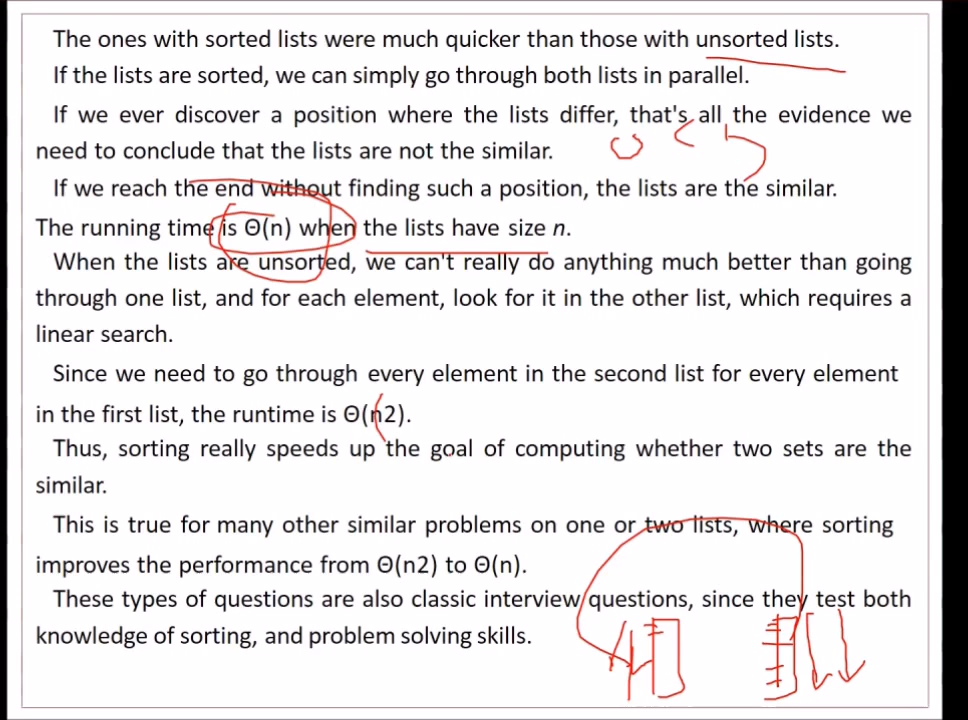 The ones with sorted lists were much quicker than those with unsorted lists.
If the lists are sorted, we can simply go through both lists in parallel.
If we ever discover a position where the lists differ, that's all the evidence we
need to conclude that the lists are not the similar.
If we reach the end without finding such a position, the lists are the similar.
The running time is Θ(n) when the lists have size n.
When the lists are unsorted, we can't really do anything much better than going
through one list, and for each element, look for it in the other list, which requires a
linear search.
Since we need to go through every element in the second list for every element
in the first list, the runtime is Θ(n2).
Thus, sorting really speeds up the goal of computing whether two sets are the
similar.
This is true for many other similar problems on one or two lists, where sorting
improves the performance from Θ(n2) to Θ(n).
These types of questions are also classic interview questions, since they test both
knowledge of sorting, and problem solving skills.